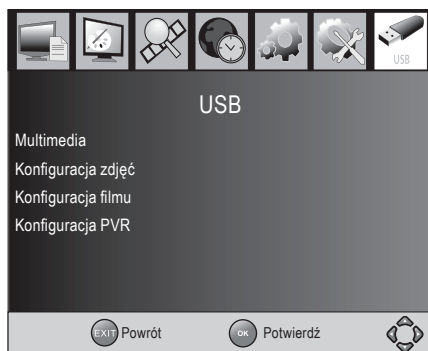 USB
USB
Multimedia
Konfiguracja zdjęć
Konfiguracja filmu
Konfiguracja PVR
EXIT Powrót OK Potwierdź